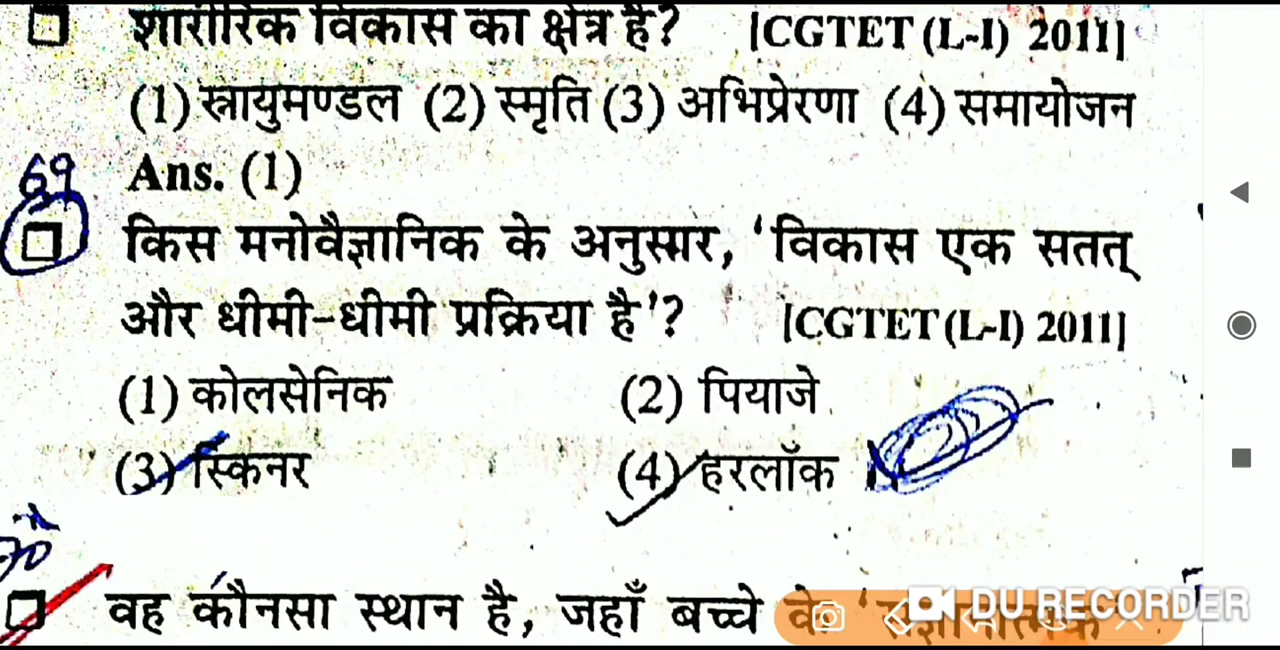 शारीरिक विकास का क्षेत्र है? [CGTET (L-I) 2011]
(1) स्नायुमण्डल (2) स्मृति (3) अभिप्रेरणा (4) समायोजन
69 Ans. (1)
किस मनोवैज्ञानिक के अनुसार, ‘विकास एक सतत्
और धीमी-धीमी प्रक्रिया है’? [CGTET (L-I) 2011]
(1) कोलसेनिक (2) पियाजे
(3) स्किनर (4) हरलॉक
वह कौनसा स्थान है, जहाँ बच्चे के
DU RECORDER